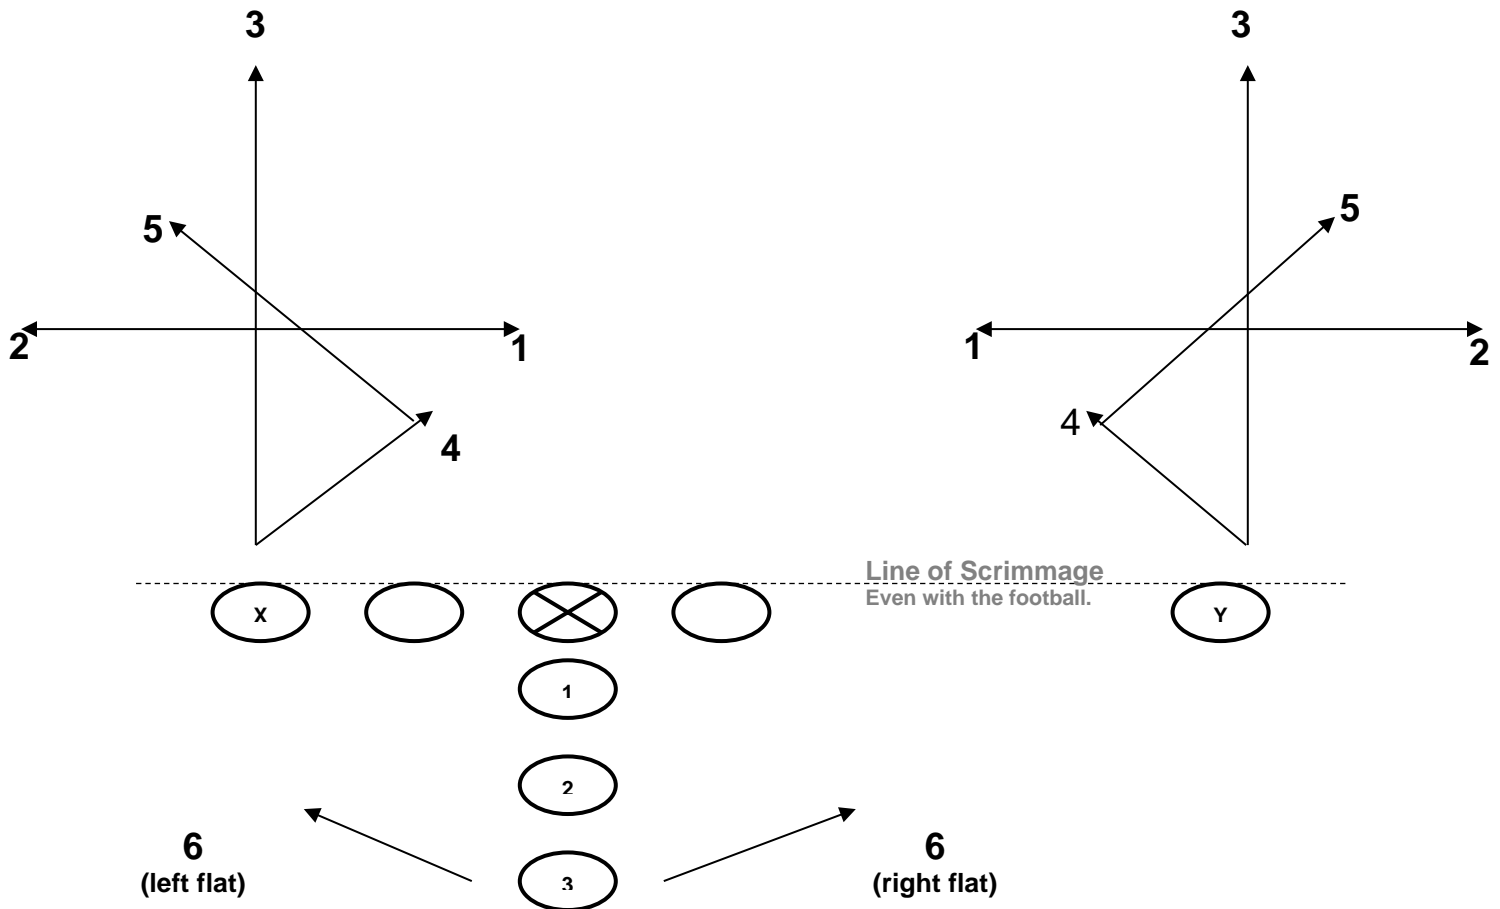 3 3
5 5
2 1 1 2
4 4
Line of Scrimmage
Even with the football.
X Y
1
2
6 6
(left flat) (right flat)
3